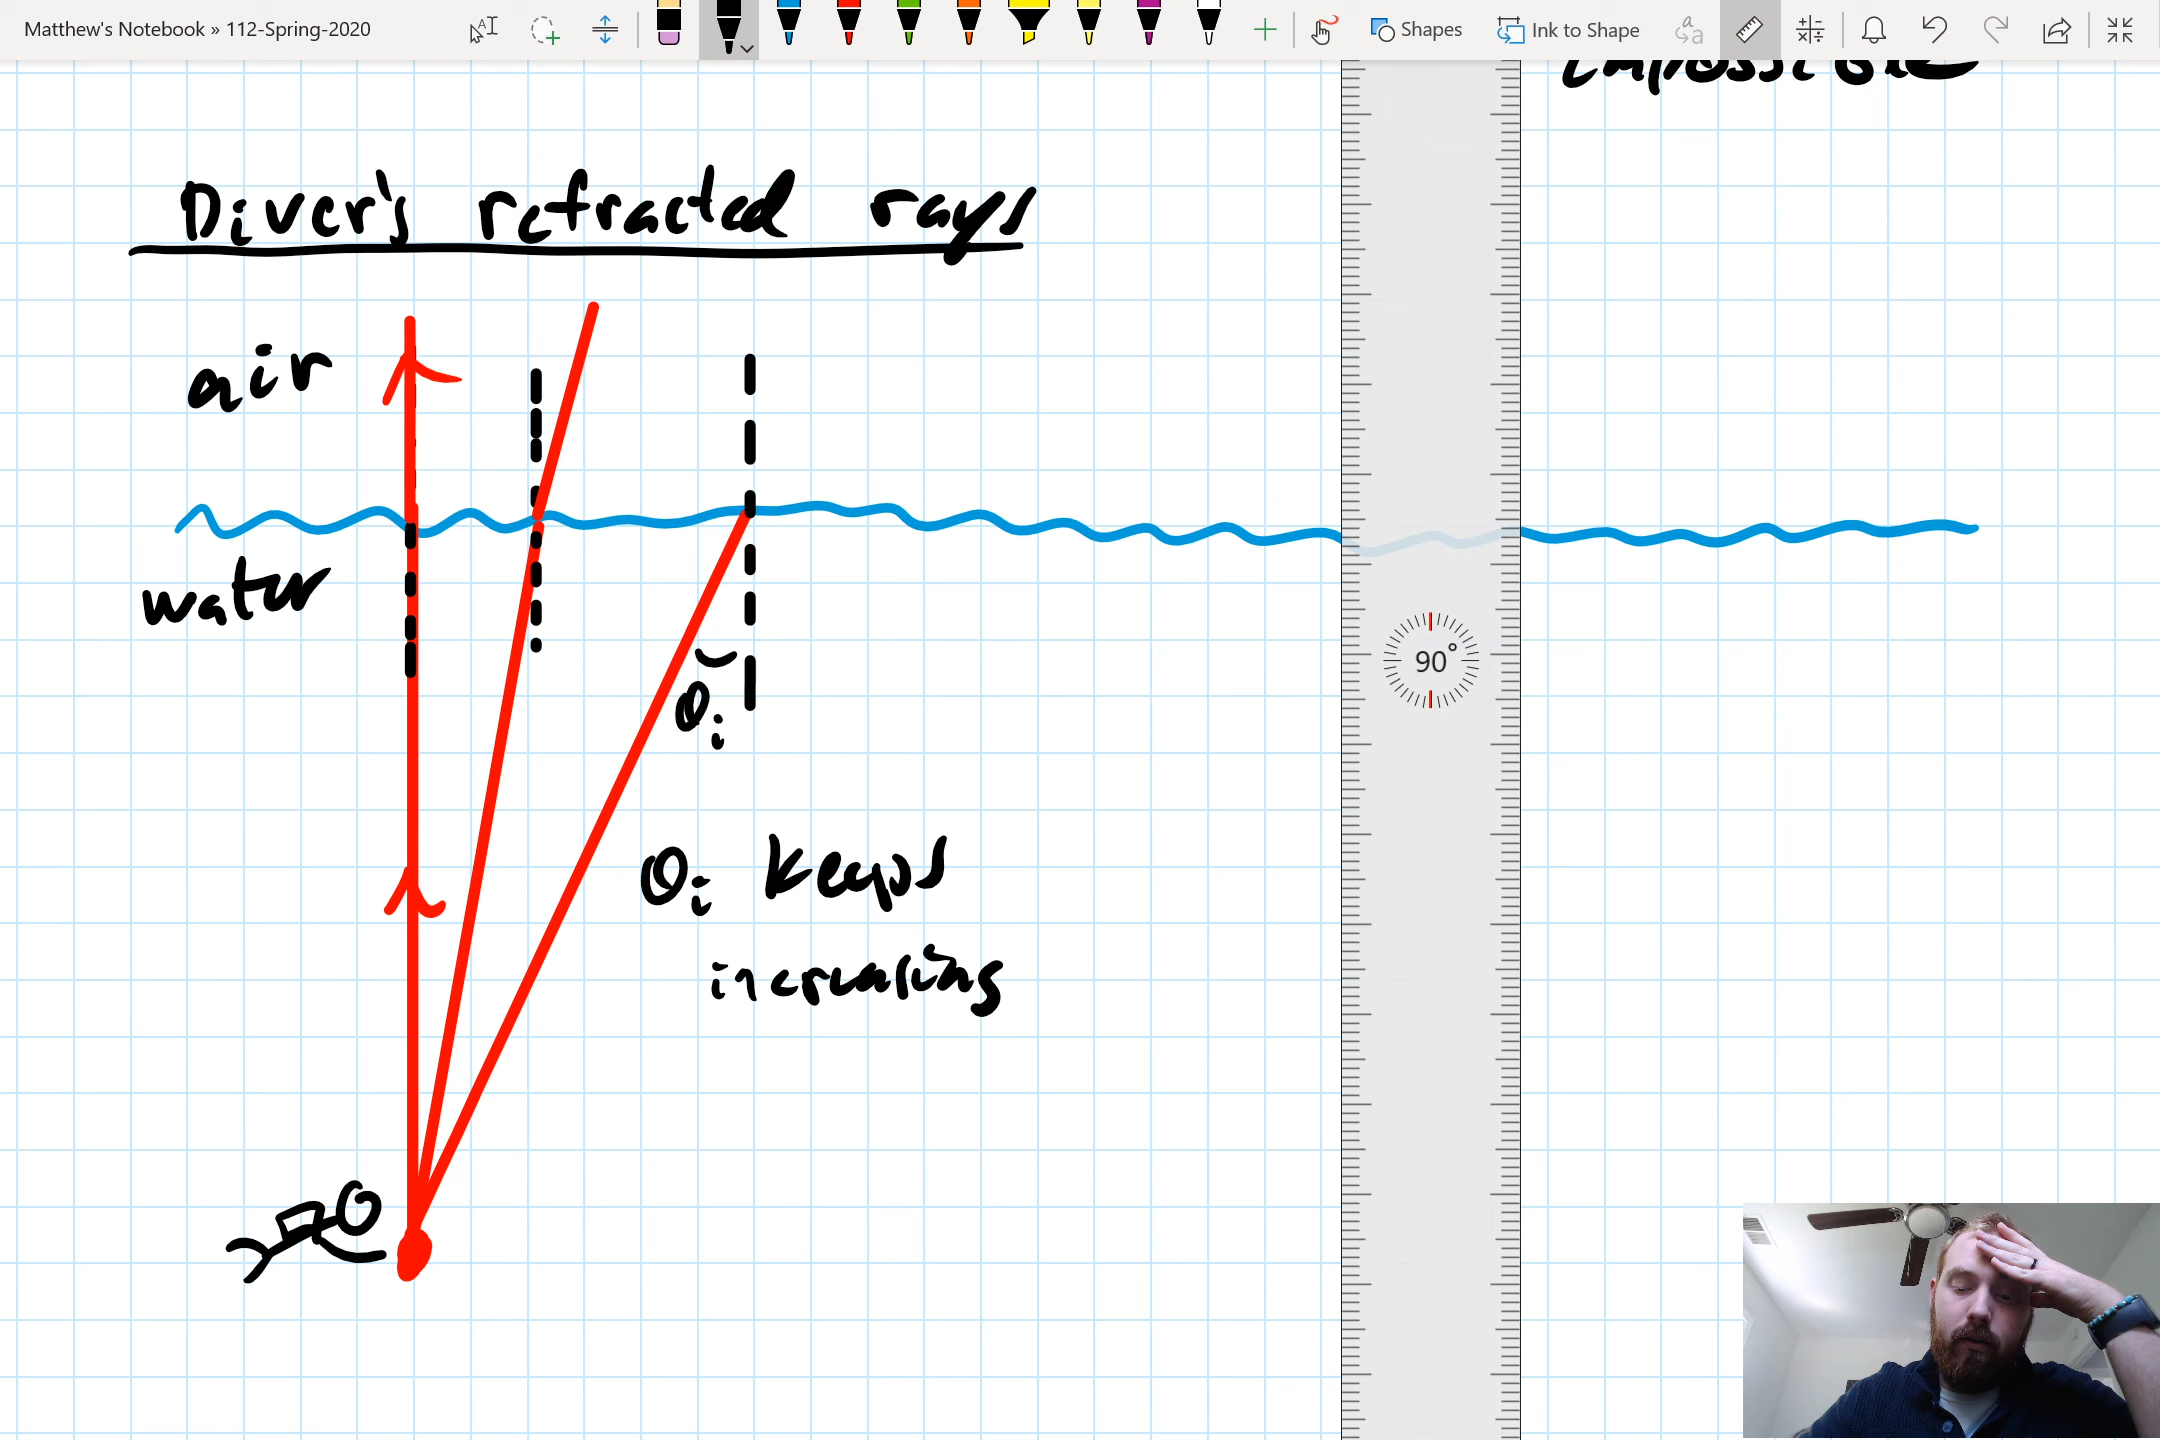 Matthew's Notebook » 112-Spring-2020
Shapes
Ink to Shape
impossible
Diver's refracted rays
air
water
θi
90°
θi keeps
increasing